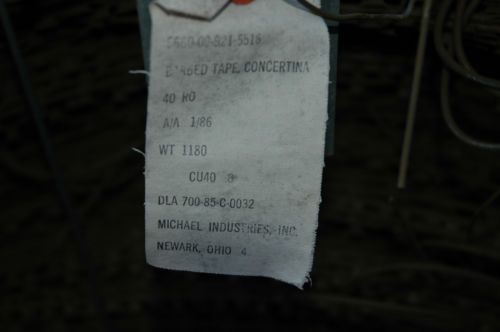 5660-00-921-5516
BARBED TAPE, CONCERTINA
40 RO
A/A 1/86
WT 1180
CU40 8
DLA 700-85-C-0032
MICHAEL INDUSTRIES, INC.
NEWARK, OHIO 4